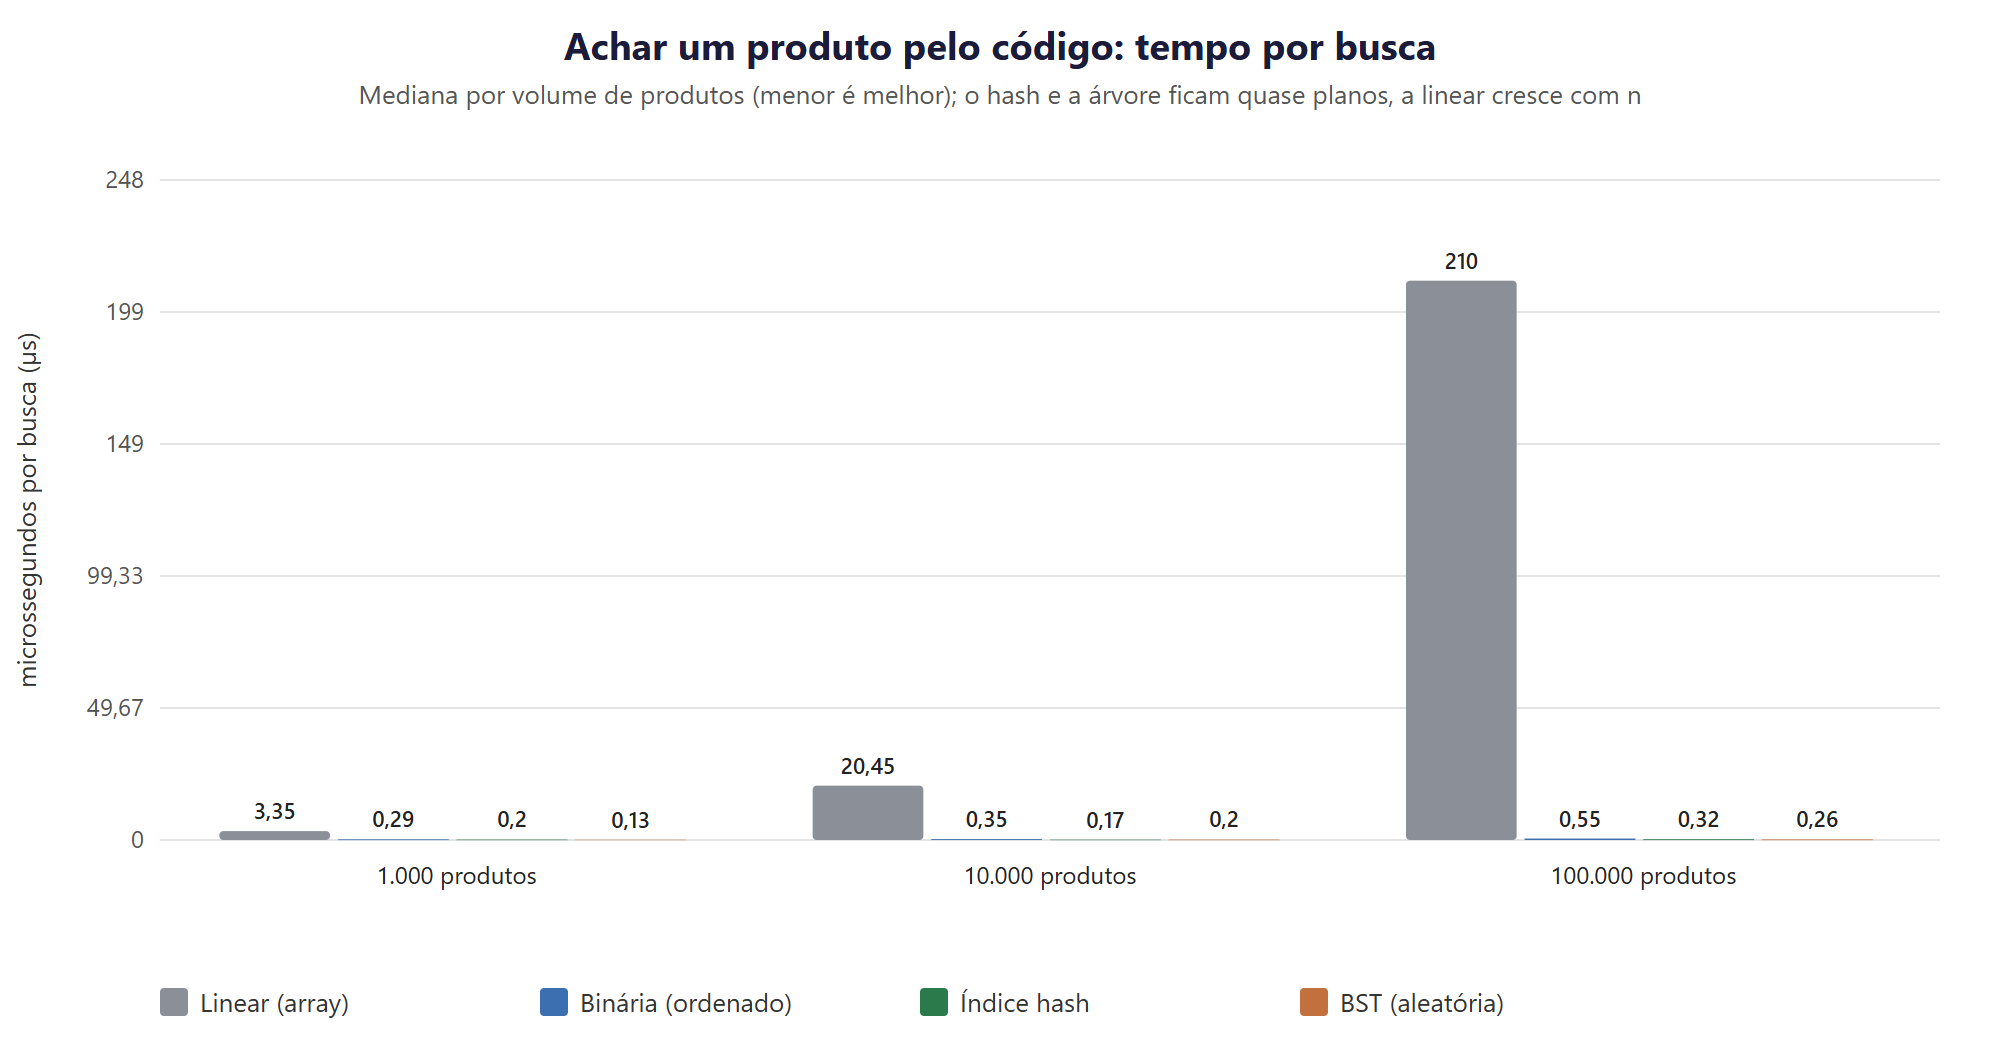 Achar um produto pelo código: tempo por busca
Mediana por volume de produtos (menor é melhor); o hash e a árvore ficam quase planos, a linear cresce com n
microssegundos por busca (µs)
248
199
149
99,33
49,67
0
3,35
0,29
0,2
0,13
20,45
0,35
0,17
0,2
210
0,55
0,32
0,26
1.000 produtos
10.000 produtos
100.000 produtos
Linear (array)
Binária (ordenado)
Índice hash
BST (aleatória)